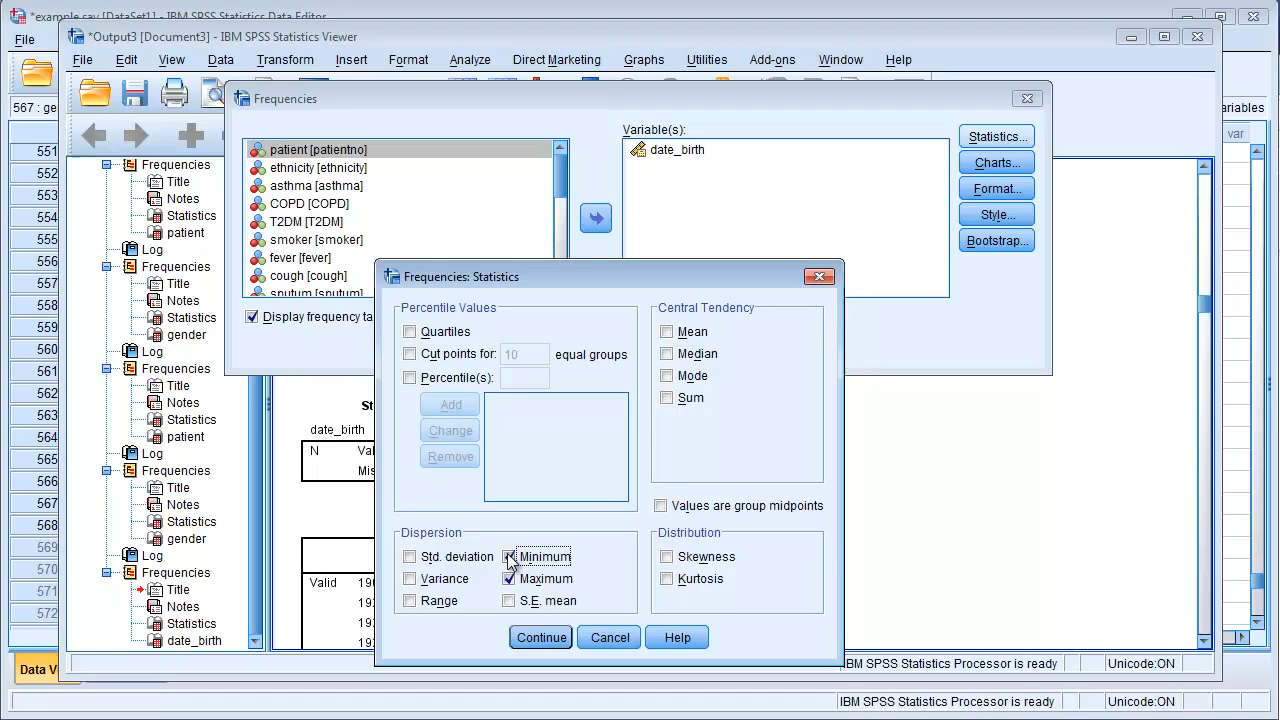 *example.sav [DataSet1] - IBM SPSS Statistics Data Editor
File
*Output3 [Document3] - IBM SPSS Statistics Viewer
File Edit View Data Transform Insert Format Analyze Direct Marketing Graphs Utilities Add-ons Window Help
567 : ge
ariables
var
551
552
553
554
555
556
557
558
559
560
561
562
563
564
565
566
567
568
569
570
571
572
Frequencies
Title
Notes
Statistics
patient
Log
Frequencies
Title
Notes
Statistics
gender
Log
Frequencies
Title
Notes
Statistics
patient
Log
Frequencies
Title
Notes
Statistics
gender
Log
Frequencies
Title
Notes
Statistics
date_birth
St
date_birth
N Va
Mis
Valid 19
19
19
19
Frequencies
patient [patientno]
ethnicity [ethnicity]
asthma [asthma]
COPD [COPD]
T2DM [T2DM]
smoker [smoker]
fever [fever]
cough [cough]
sputum [sputum]
Display frequency ta
Variable(s):
date_birth
Statistics...
Charts...
Format...
Style...
Bootstrap...
Frequencies: Statistics
Percentile Values
Quartiles
Cut points for: 10 equal groups
Percentile(s):
Add
Change
Remove
Central Tendency
Mean
Median
Mode
Sum
Values are group midpoints
Dispersion
Std. deviation Minimum
Variance Maximum
Range S.E. mean
Distribution
Skewness
Kurtosis
Continue Cancel Help
IBM SPSS Statistics Processor is ready Unicode:ON
Data V
IBM SPSS Statistics Processor is ready Unicode:ON